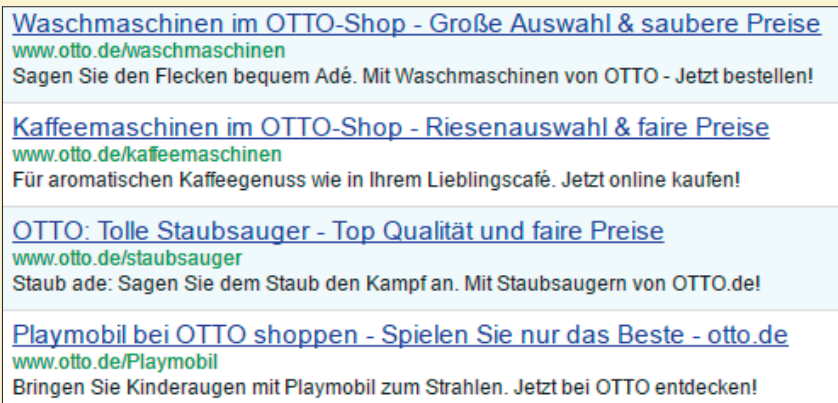 Waschmaschinen im OTTO-Shop - Große Auswahl & saubere Preise
www.otto.de/waschmaschinen
Sagen Sie den Flecken bequem Adé. Mit Waschmaschinen von OTTO - Jetzt bestellen!
Kaffeemaschinen im OTTO-Shop - Riesenauswahl & faire Preise
www.otto.de/kaffeemaschinen
Für aromatischen Kaffeegenuss wie in Ihrem Lieblingscafé. Jetzt online kaufen!
OTTO: Tolle Staubsauger - Top Qualität und faire Preise
www.otto.de/staubsauger
Staub ade: Sagen Sie dem Staub den Kampf an. Mit Staubsaugern von OTTO.de!
Playmobil bei OTTO shoppen - Spielen Sie nur das Beste - otto.de
www.otto.de/Playmobil
Bringen Sie Kinderaugen mit Playmobil zum Strahlen. Jetzt bei OTTO entdecken!